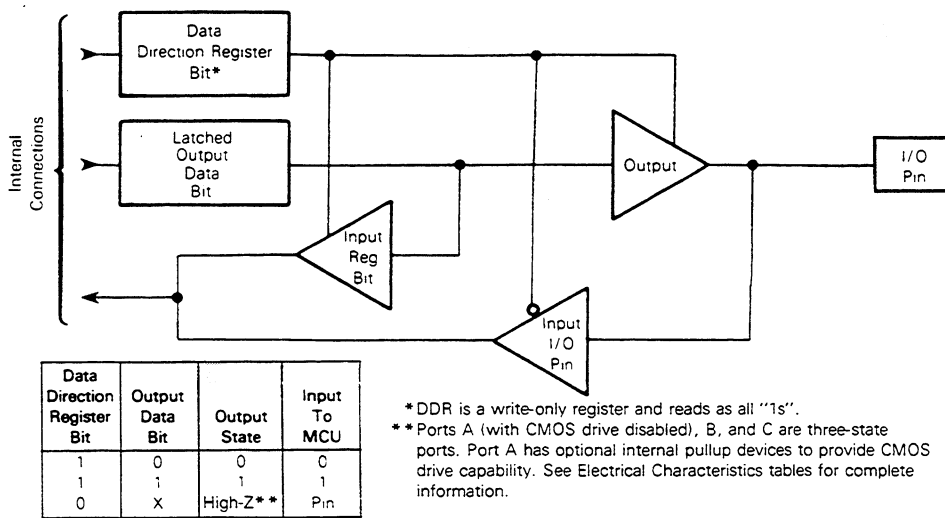 Data
Direction Register
Bit*
Latched
Output
Data
Bit
Internal
Connections
Output
I/O
Pin
Input
Reg
Bit
Input
I/O
Pin
Data
Direction
Register
Bit
Output
Data
Bit
Output
State
Input
To
MCU
1 0 0 0
1 1 1 1
0 X High-Z** Pin
*DDR is a write-only register and reads as all "1s".
**Ports A (with CMOS drive disabled), B, and C are three-state
ports. Port A has optional internal pullup devices to provide CMOS
drive capability. See Electrical Characteristics tables for complete
information.